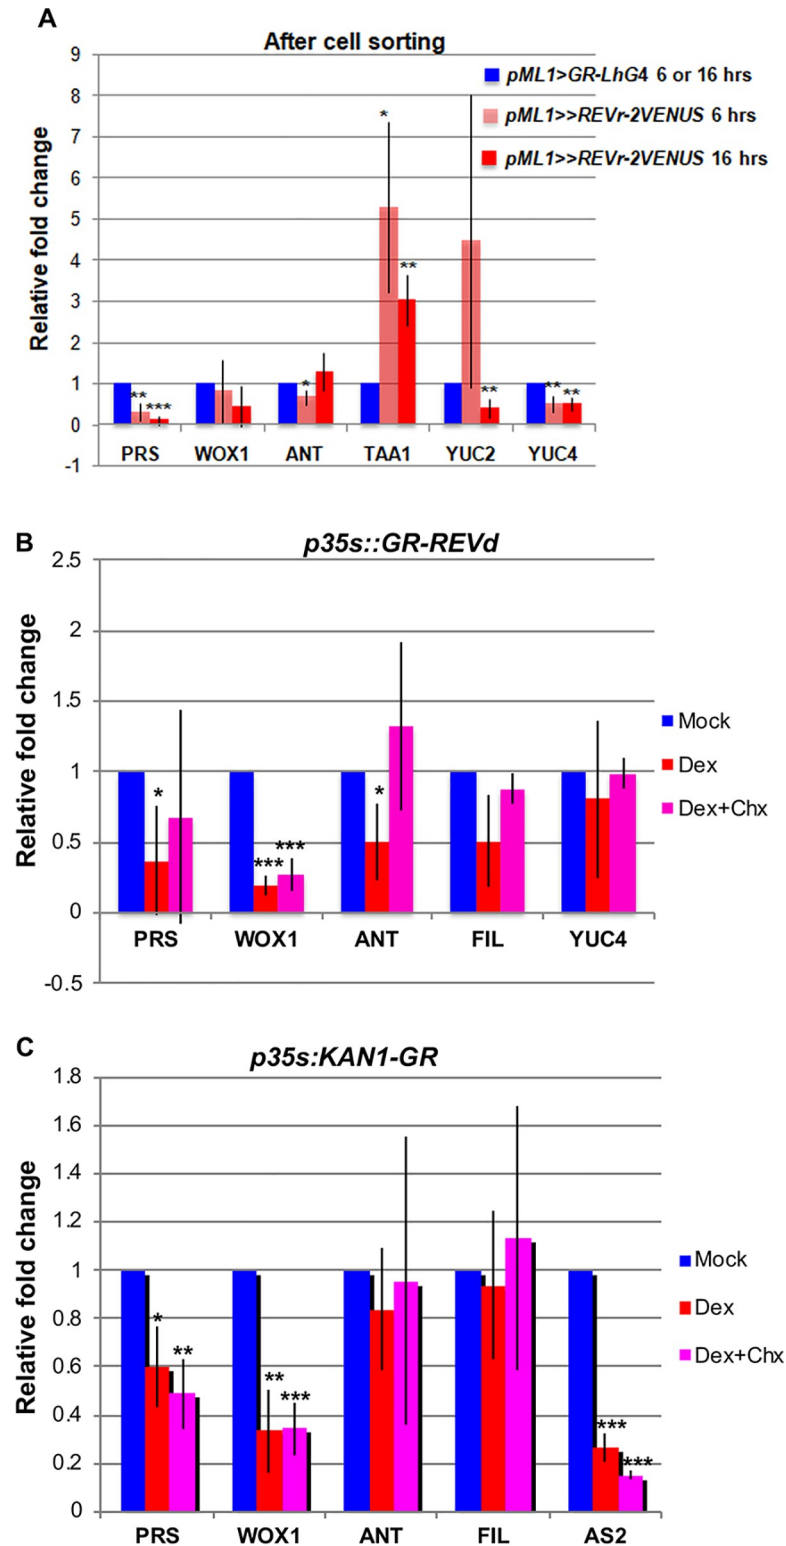 A
After cell sorting
pML1>GR-LhG4 6 or 16 hrs
pML1>>REVr-2VENUS 6 hrs
pML1>>REVr-2VENUS 16 hrs
Relative fold change
9
8
7
6
5
4
3
2
1
0
-1
*
**
**
***
*
**
**
**
PRS WOX1 ANT TAA1 YUC2 YUC4
B
p35s::GR-REVd
Relative fold change
2.5
2
1.5
1
0.5
0
-0.5
*
***
***
*
Mock
Dex
Dex+Chx
PRS WOX1 ANT FIL YUC4
C
p35s:KAN1-GR
Relative fold change
1.8
1.6
1.4
1.2
1
0.8
0.6
0.4
0.2
0
*
**
**
***
***
***
Mock
Dex
Dex+Chx
PRS WOX1 ANT FIL AS2